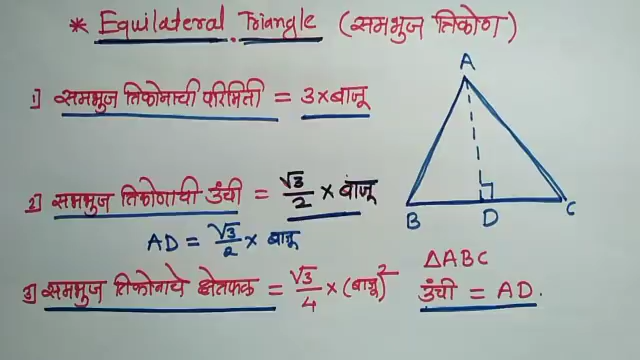 * Equilateral Triangle (समभुज त्रिकोण)
1] समभुज त्रिकोनाची परिमिती = 3 × बाजू
2] समभुज त्रिकोणाची उंची = √3/2 × बाजू
AD = √3/2 × बाजू
3] समभुज त्रिकोनाचे क्षेत्रफळ = √3/4 × (बाजू)²
A
B
D
C
△ABC
उंची = AD.